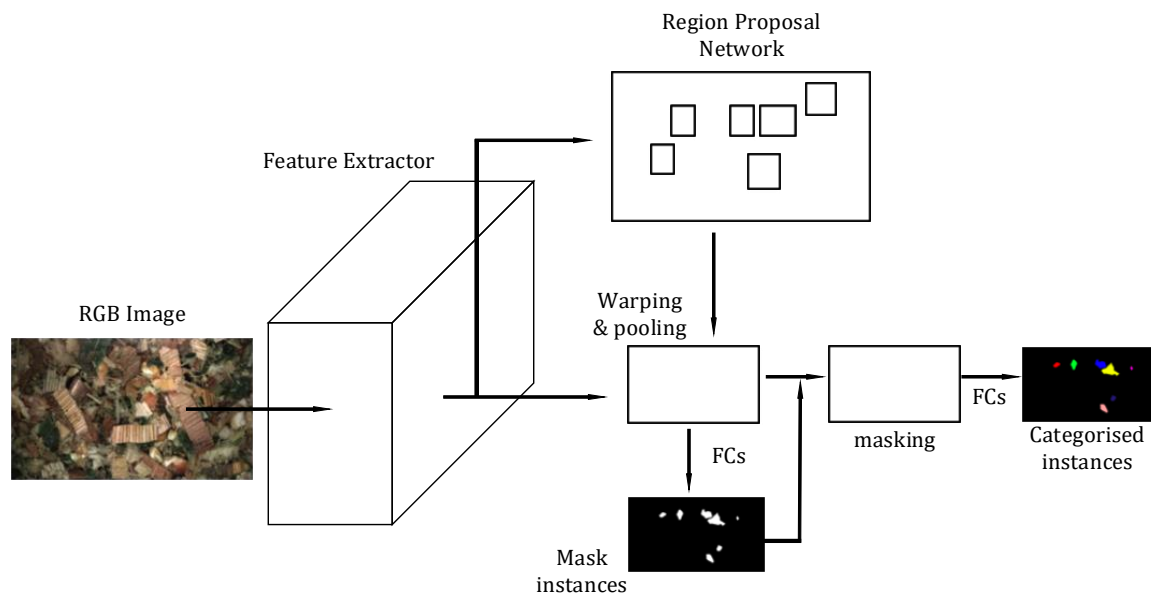 Region Proposal
Network
Feature Extractor
RGB Image
Warping
& pooling
FCs
masking
FCs
Categorised
instances
Mask
instances